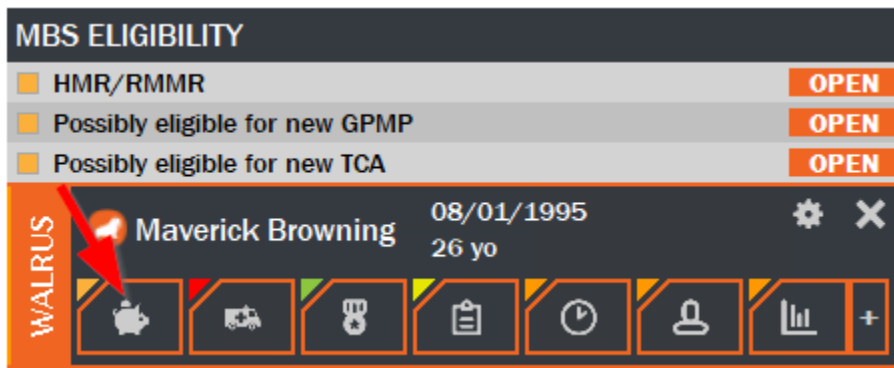 MBS ELIGIBILITY
HMR/RMMR OPEN
Possibly eligible for new GPMP OPEN
Possibly eligible for new TCA OPEN
WALRUS
Maverick Browning 08/01/1995
26 yo
+